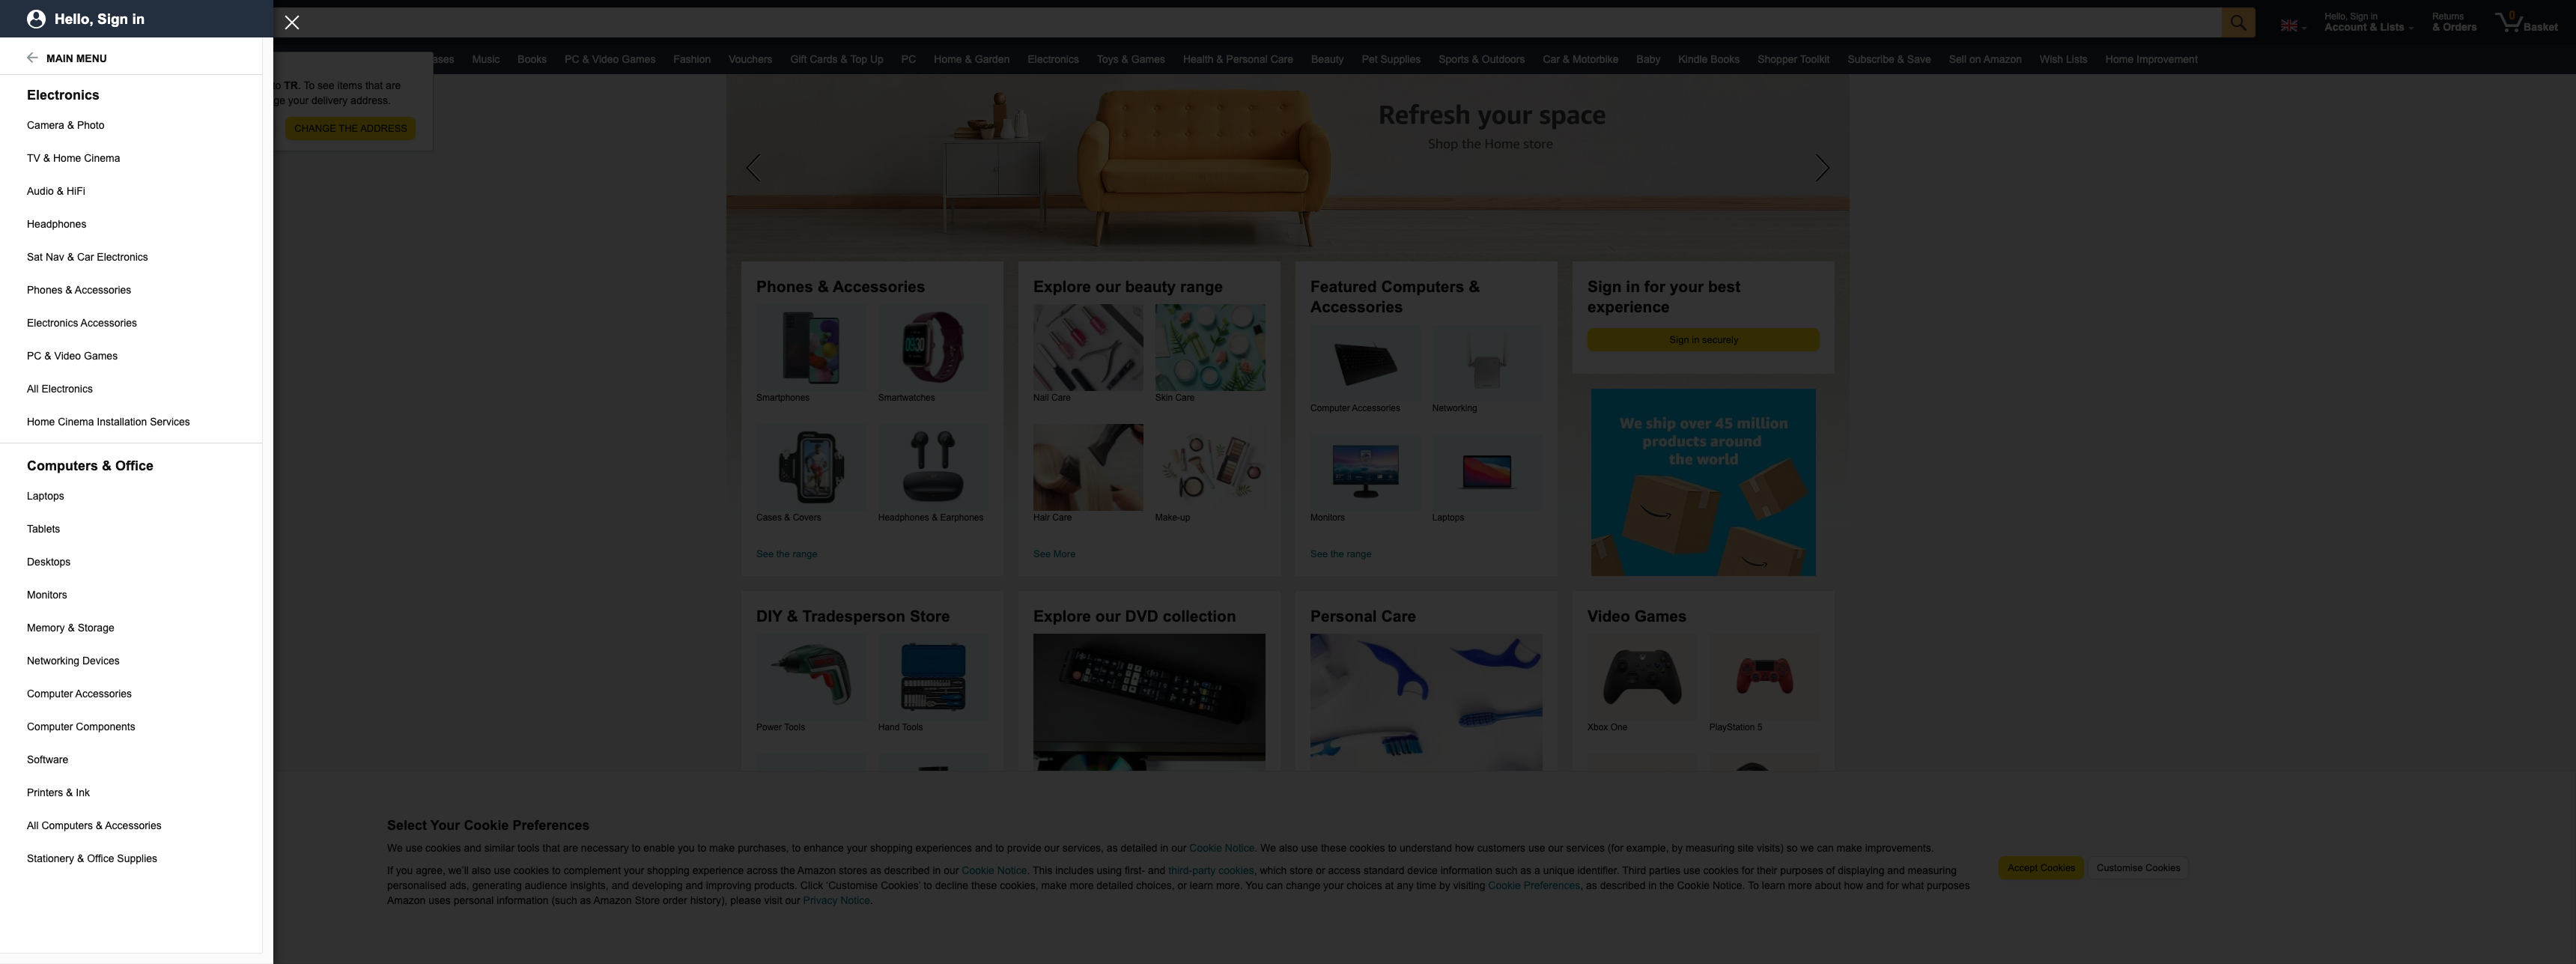 Hello, Sign in
MAIN MENU
Electronics
Camera & Photo
TV & Home Cinema
Audio & HiFi
Headphones
Sat Nav & Car Electronics
Phones & Accessories
Electronics Accessories
PC & Video Games
All Electronics
Home Cinema Installation Services
Computers & Office
Laptops
Tablets
Desktops
Monitors
Memory & Storage
Networking Devices
Computer Accessories
Computer Components
Software
Printers & Ink
All Computers & Accessories
Stationery & Office Supplies
Hello, Sign in
Account & Lists
Returns
& Orders
0
Basket
ases Music Books PC & Video Games Fashion Vouchers Gift Cards & Top Up PC Home & Garden Electronics Toys & Games Health & Personal Care Beauty Pet Supplies Sports & Outdoors Car & Motorbike Baby Kindle Books Shopper Toolkit Subscribe & Save Sell on Amazon Wish Lists Home Improvement
to TR. To see items that are
ge your delivery address.
CHANGE THE ADDRESS
Refresh your space
Shop the Home store
Phones & Accessories
Smartphones
Smartwatches
Cases & Covers
Headphones & Earphones
See the range
Explore our beauty range
Nail Care
Skin Care
Hair Care
Make-up
See More
Featured Computers &
Accessories
Computer Accessories
Networking
Monitors
Laptops
See the range
Sign in for your best
experience
Sign in securely
We ship over 45 million
products around
the world
DIY & Tradesperson Store
Power Tools
Hand Tools
Explore our DVD collection
Personal Care
Video Games
Xbox One
PlayStation 5
Select Your Cookie Preferences
We use cookies and similar tools that are necessary to enable you to make purchases, to enhance your shopping experiences and to provide our services, as detailed in our Cookie Notice. We also use these cookies to understand how customers use our services (for example, by measuring site visits) so we can make improvements.
If you agree, we'll also use cookies to complement your shopping experience across the Amazon stores as described in our Cookie Notice. This includes using first- and third-party cookies, which store or access standard device information such as a unique identifier. Third parties use cookies for their purposes of displaying and measuring
personalised ads, generating audience insights, and developing and improving products. Click 'Customise Cookies' to decline these cookies, make more detailed choices, or learn more. You can change your choices at any time by visiting Cookie Preferences, as described in the Cookie Notice. To learn more about how and for what purposes
Amazon uses personal information (such as Amazon Store order history), please visit our Privacy Notice.
Accept Cookies
Customise Cookies